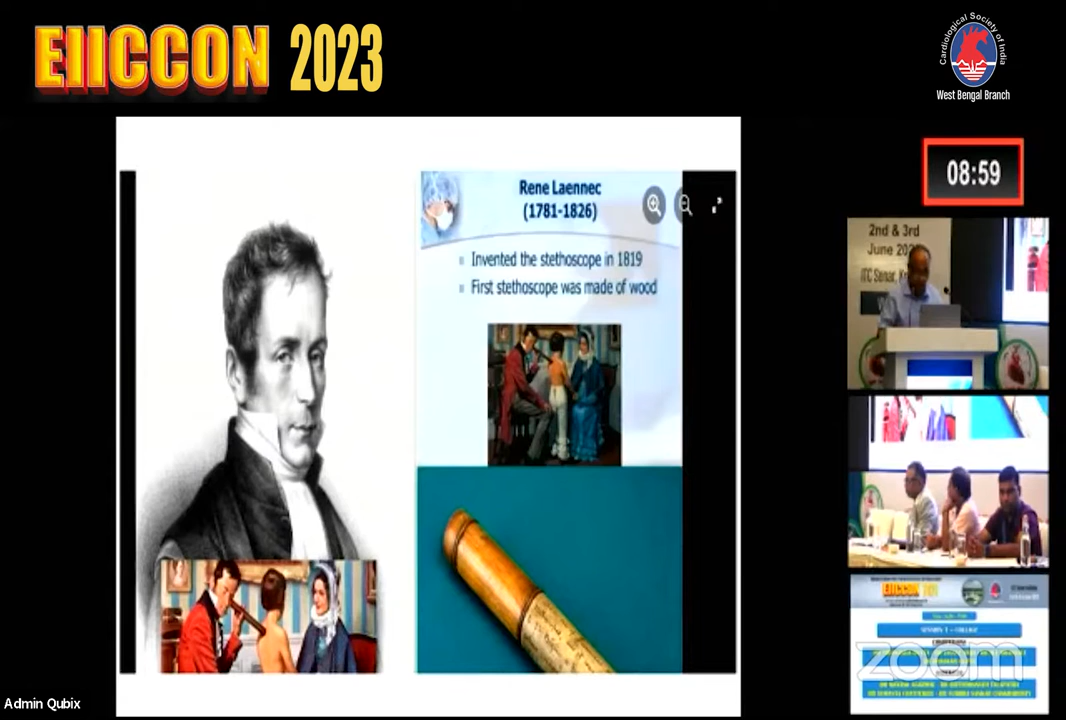 EIICCON 2023
Cardiological Society of India
West Bengal Branch
08:59
Rene Laennec
(1781-1826)
Invented the stethoscope in 1819
First stethoscope was made of wood
2nd & 3rd
June
ITC Sonar,
EIICCON
zoom
Admin Qubix